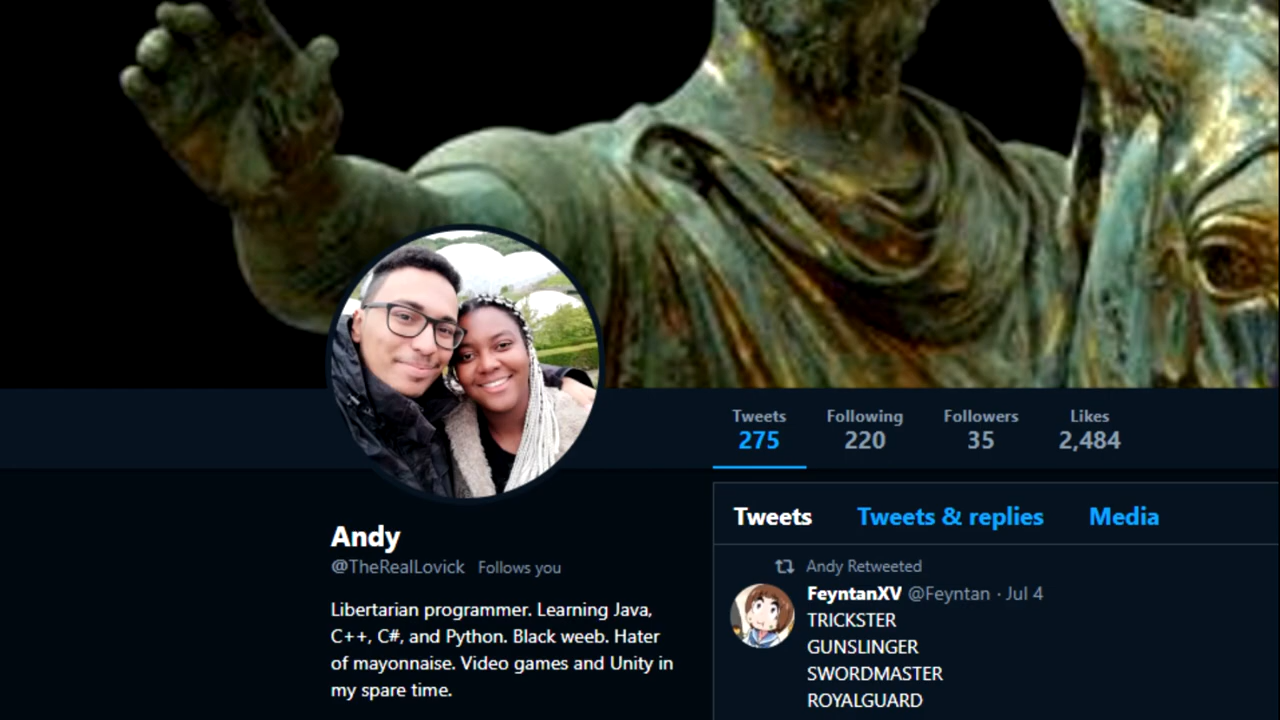 Tweets Following Followers Likes
275 220 35 2,484
Tweets Tweets & replies Media
Andy
@TheRealLovick Follows you
Libertarian programmer. Learning Java,
C++, C#, and Python. Black weeb. Hater
of mayonnaise. Video games and Unity in
my spare time.
Andy Retweeted
FeyntanXV @Feyntan · Jul 4
TRICKSTER
GUNSLINGER
SWORDMASTER
ROYALGUARD